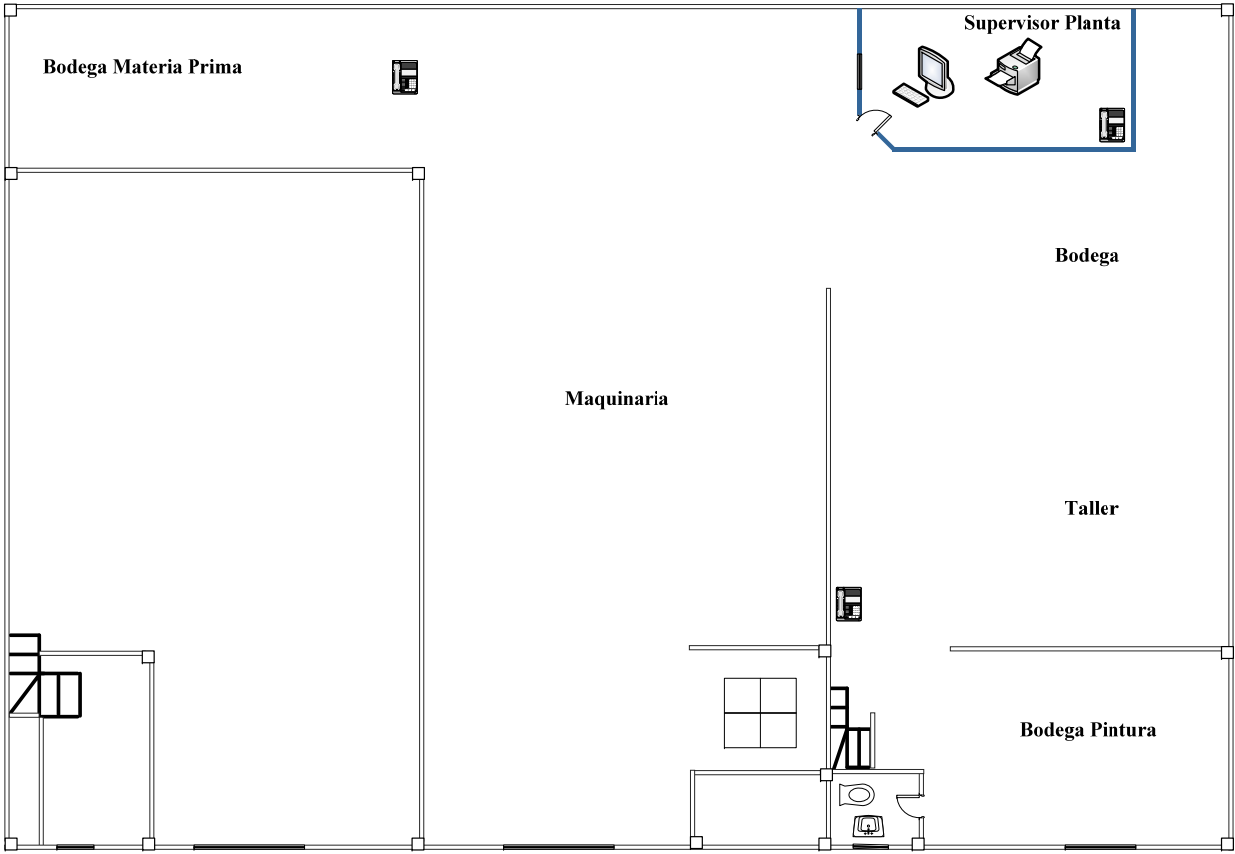 Supervisor Planta
Bodega Materia Prima
Bodega
Maquinaria
Taller
Bodega Pintura